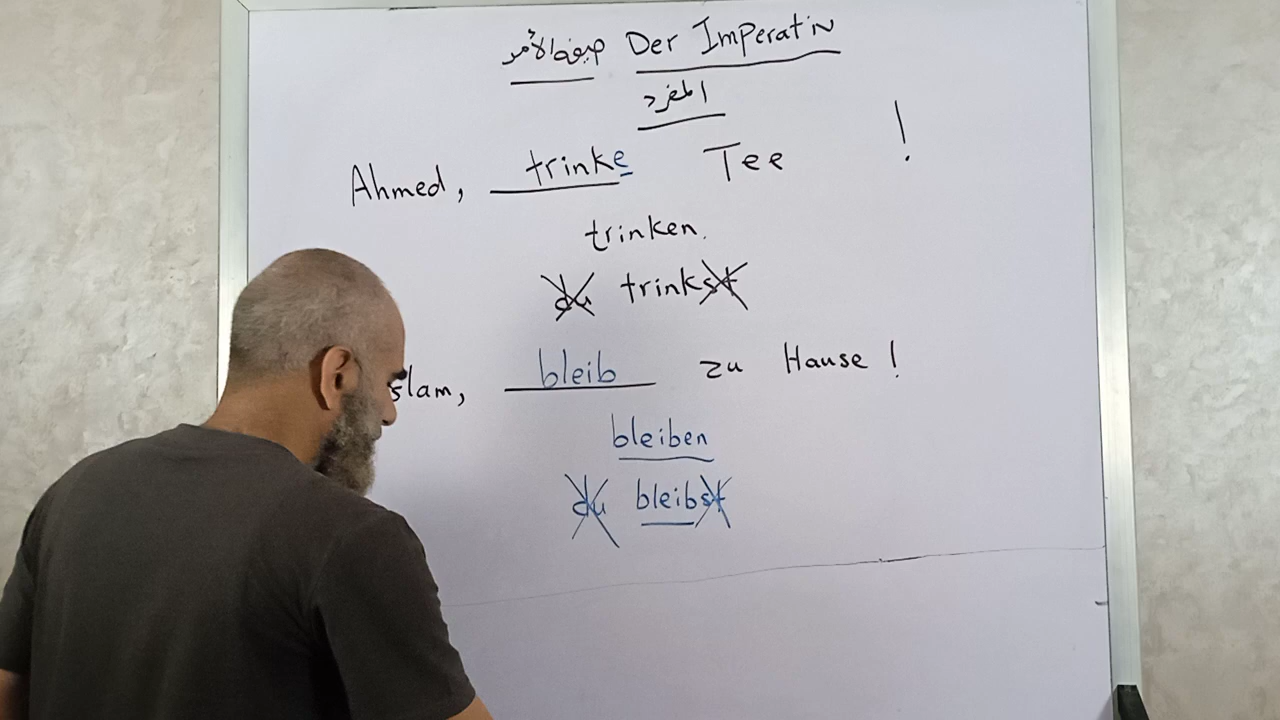 صيغة الأمر Der Imperativ
المفرد
Ahmed, trinke Tee !
trinken.
du trinkst
slam, bleib zu Hause !
bleiben
du bleibst